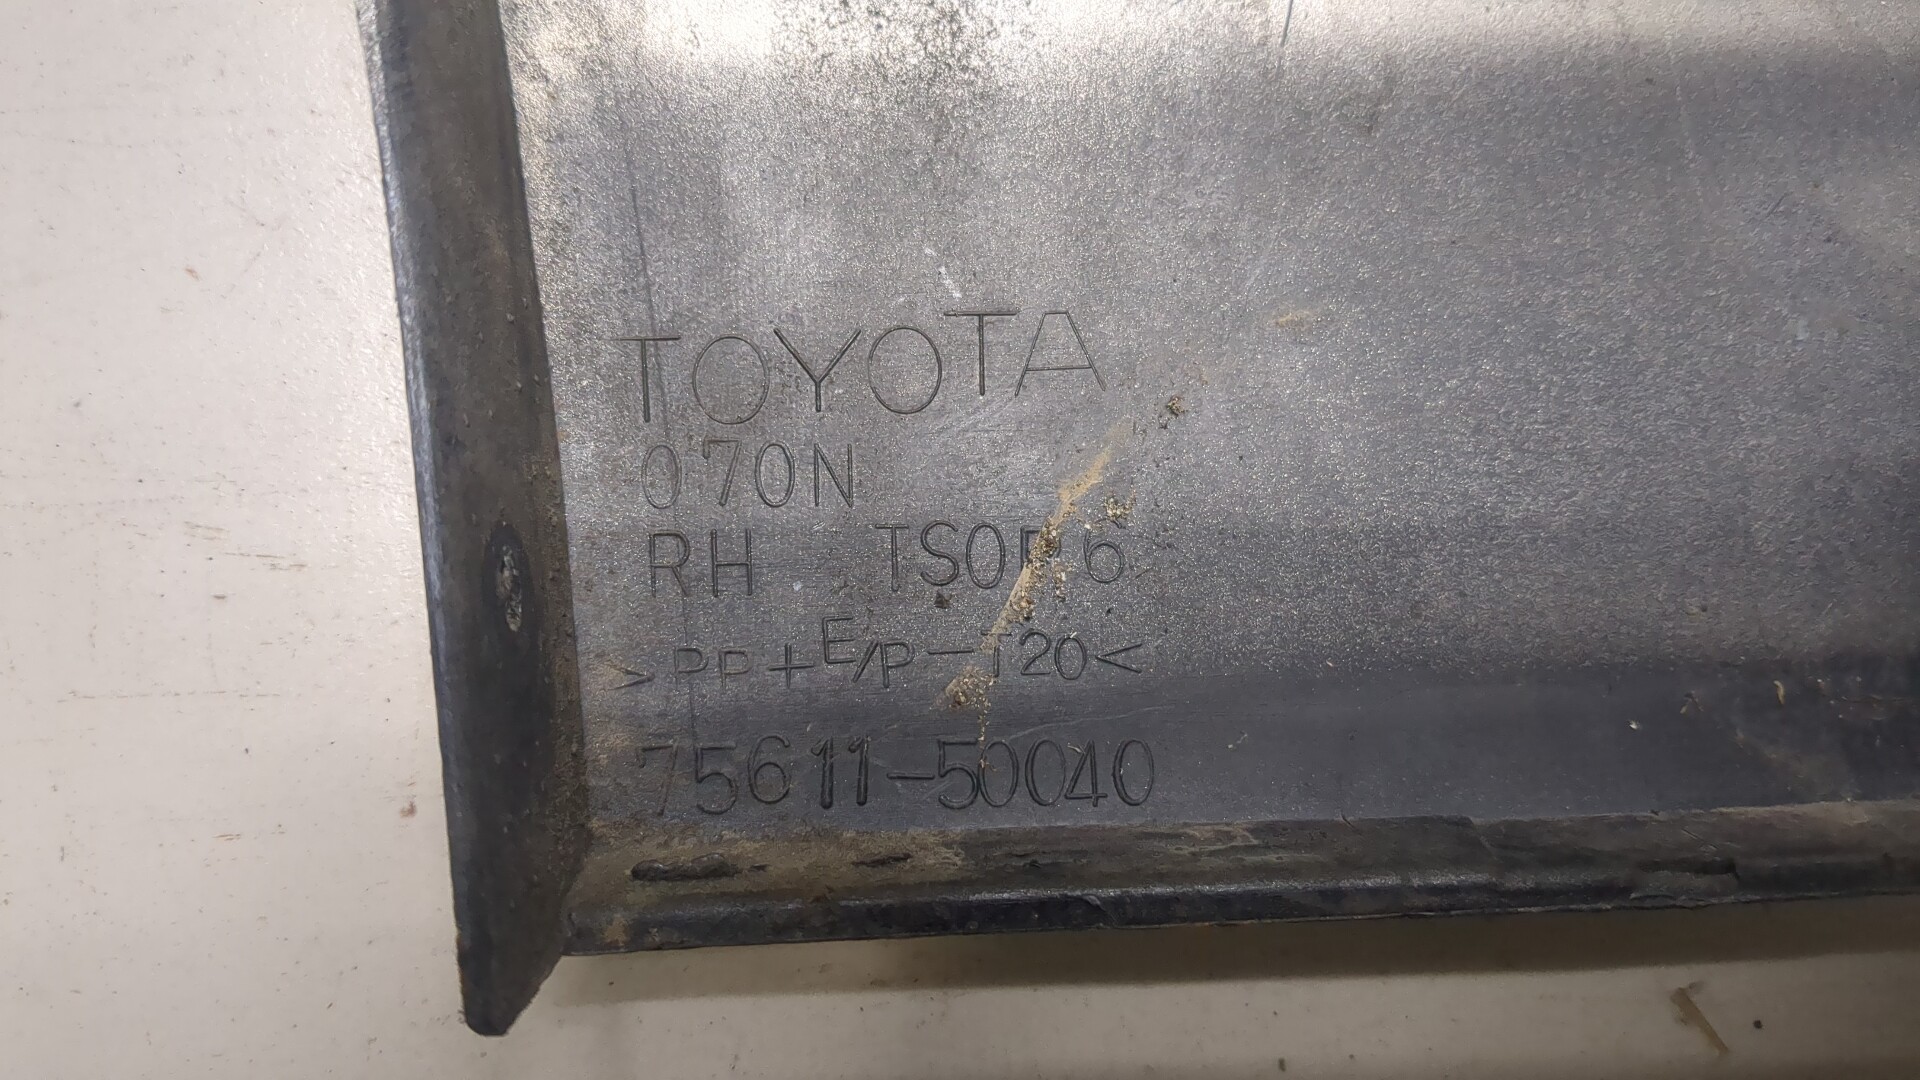 TOYOTA
070N
RH
>PP+E/P-T20<
75611-50040